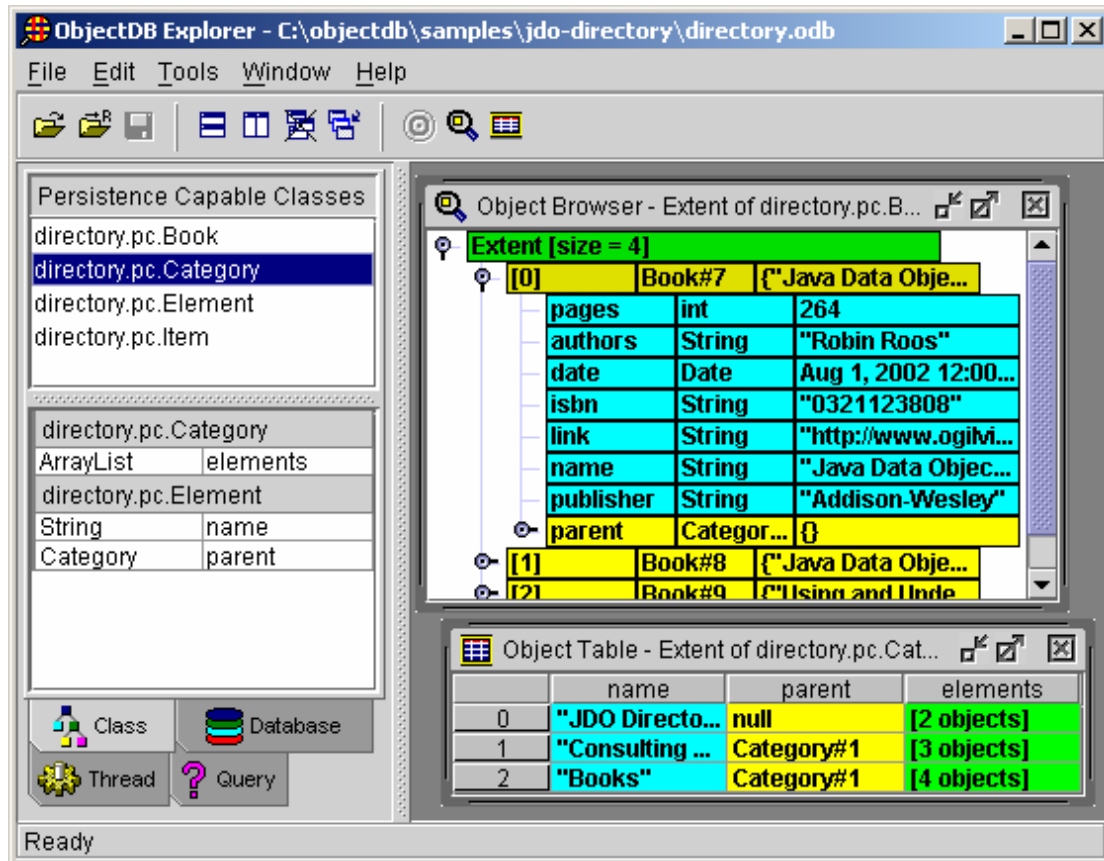 ObjectDB Explorer - C:\objectdb\samples\jdo-directory\directory.odb
File Edit Tools Window Help
Persistence Capable Classes
directory.pc.Book
directory.pc.Category
directory.pc.Element
directory.pc.Item
directory.pc.Category
ArrayList elements
directory.pc.Element
String name
Category parent
Class Database
Thread Query
Object Browser - Extent of directory.pc.B...
Extent [size = 4]
[0] Book#7 {"Java Data Obje...
pages int 264
authors String "Robin Roos"
date Date Aug 1, 2002 12:00...
isbn String "0321123808"
link String "http://www.ogilvi...
name String "Java Data Objec...
publisher String "Addison-Wesley"
parent Categor... {}
[1] Book#8 {"Java Data Obje...
[2] Book#9 {"Using and Unde
Object Table - Extent of directory.pc.Cat...
name parent elements
0 "JDO Directo... null [2 objects]
1 "Consulting ... Category#1 [3 objects]
2 "Books" Category#1 [4 objects]
Ready